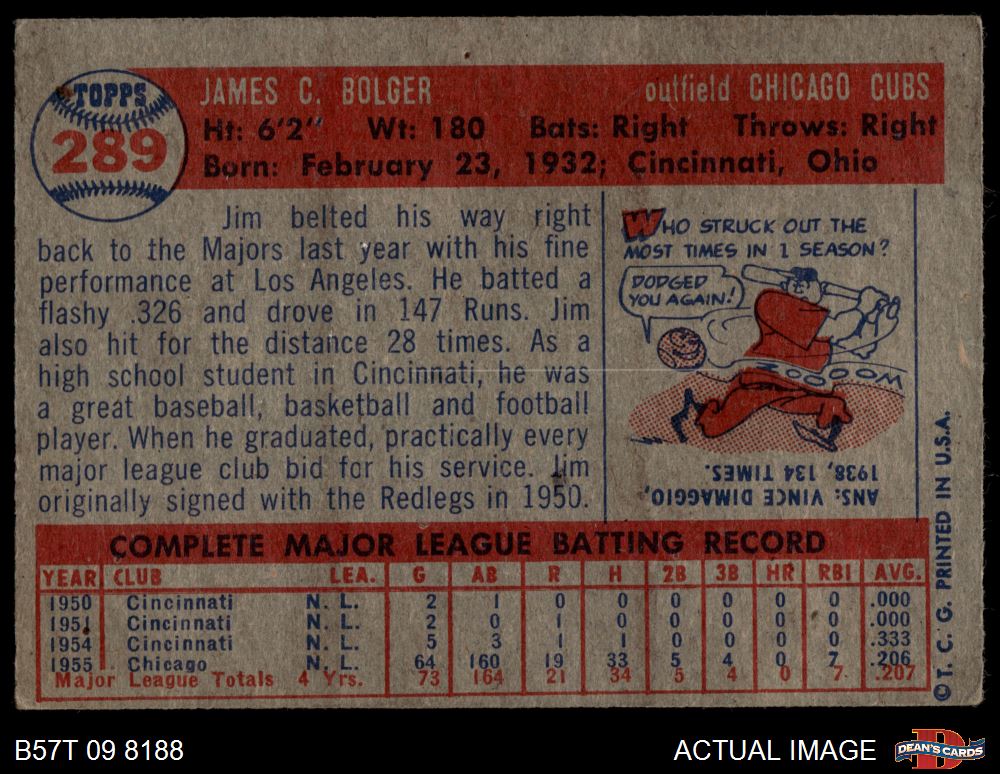 TOPPS
289
JAMES C. BOLGER outfield CHICAGO CUBS
Ht: 6'2" Wt: 180 Bats: Right Throws: Right
Born: February 23, 1932; Cincinnati, Ohio
Jim belted his way right
back to the Majors last year with his fine
performance at Los Angeles. He batted a
flashy .326 and drove in 147 Runs. Jim
also hit for the distance 28 times. As a
high school student in Cincinnati, he was
a great baseball, basketball and football
player. When he graduated, practically every
major league club bid for his service. Jim
originally signed with the Redlegs in 1950.
WHO STRUCK OUT THE
MOST TIMES IN 1 SEASON?
DODGED
YOU AGAIN!
ZOOOOM
ANS: VINCE DIMAGGIO,
1938, 134 TIMES.
COMPLETE MAJOR LEAGUE BATTING RECORD
YEAR CLUB LEA. G AB R H 2B 3B HR RBI AVG.
1950 Cincinnati N. L. 2 1 0 0 0 0 0 0 .000
1951 Cincinnati N. L. 2 0 1 0 0 0 0 0 .000
1954 Cincinnati N. L. 5 3 1 1 0 0 0 0 .333
1955 Chicago N. L. 64 160 19 33 5 4 0 7 .206
Major League Totals 4 Yrs. 73 164 21 34 5 4 0 7 .207
© T. C. G. PRINTED IN U.S.A.
B57T 09 8188
ACTUAL IMAGE
D
DEAN'S CARDS